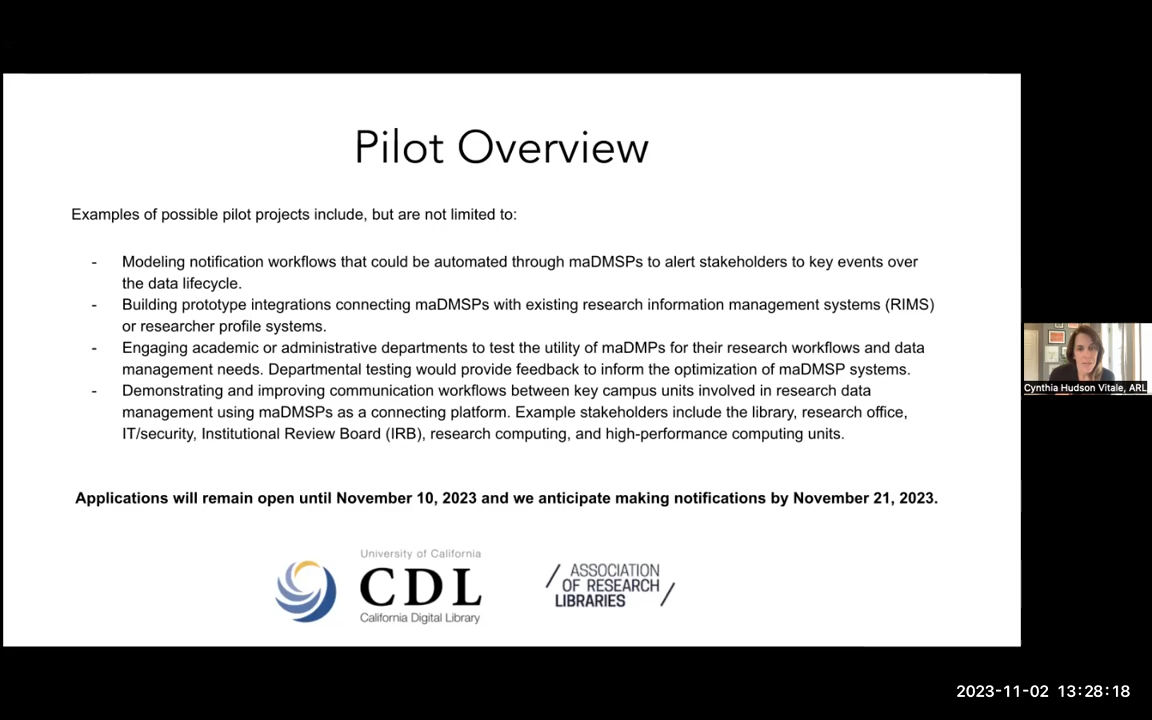 Pilot Overview
Examples of possible pilot projects include, but are not limited to:
- Modeling notification workflows that could be automated through maDMSPs to alert stakeholders to key events over
the data lifecycle.
- Building prototype integrations connecting maDMSPs with existing research information management systems (RIMS)
or researcher profile systems.
- Engaging academic or administrative departments to test the utility of maDMPs for their research workflows and data
management needs. Departmental testing would provide feedback to inform the optimization of maDMSP systems.
- Demonstrating and improving communication workflows between key campus units involved in research data
management using maDMSPs as a connecting platform. Example stakeholders include the library, research office,
IT/security, Institutional Review Board (IRB), research computing, and high-performance computing units.
Applications will remain open until November 10, 2023 and we anticipate making notifications by November 21, 2023.
University of California
CDL
California Digital Library
ASSOCIATION
OF RESEARCH
LIBRARIES
Cynthia Hudson Vitale, ARL
2023-11-02 13:28:18